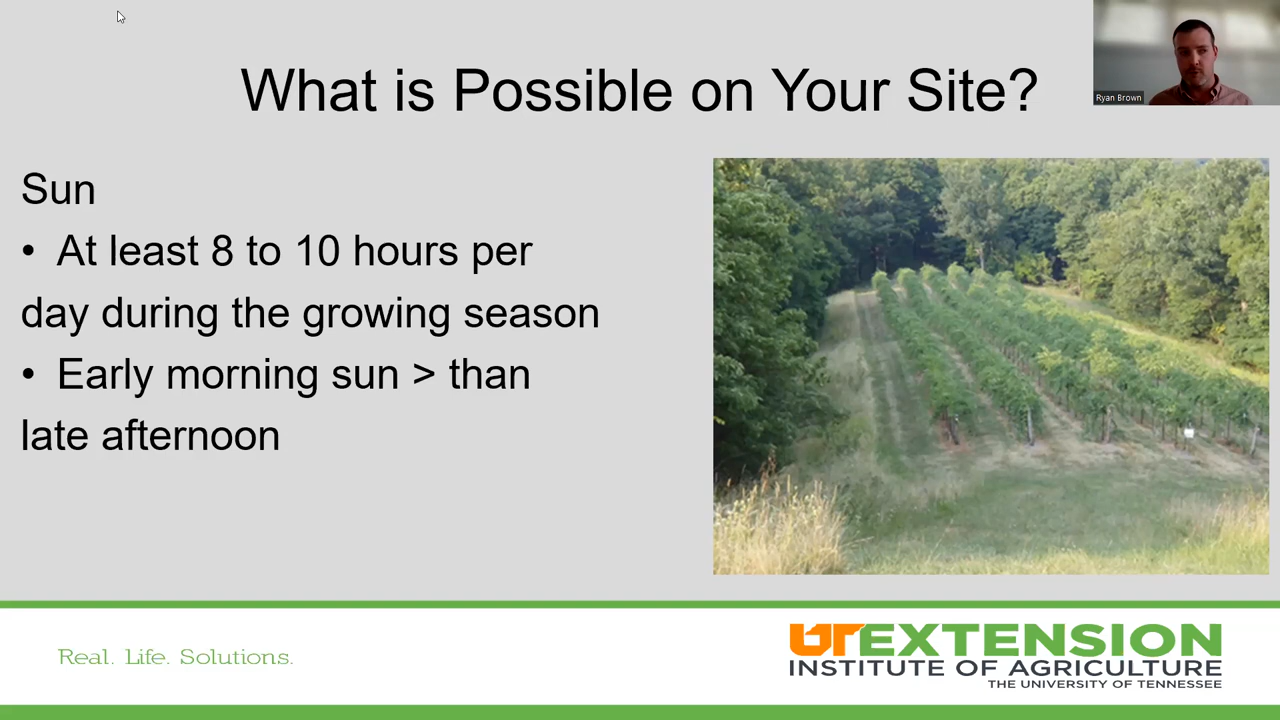 What is Possible on Your Site?
Ryan Brown
Sun
• At least 8 to 10 hours per
day during the growing season
• Early morning sun > than
late afternoon
Real. Life. Solutions.
UTEXTENSION
INSTITUTE OF AGRICULTURE
THE UNIVERSITY OF TENNESSEE